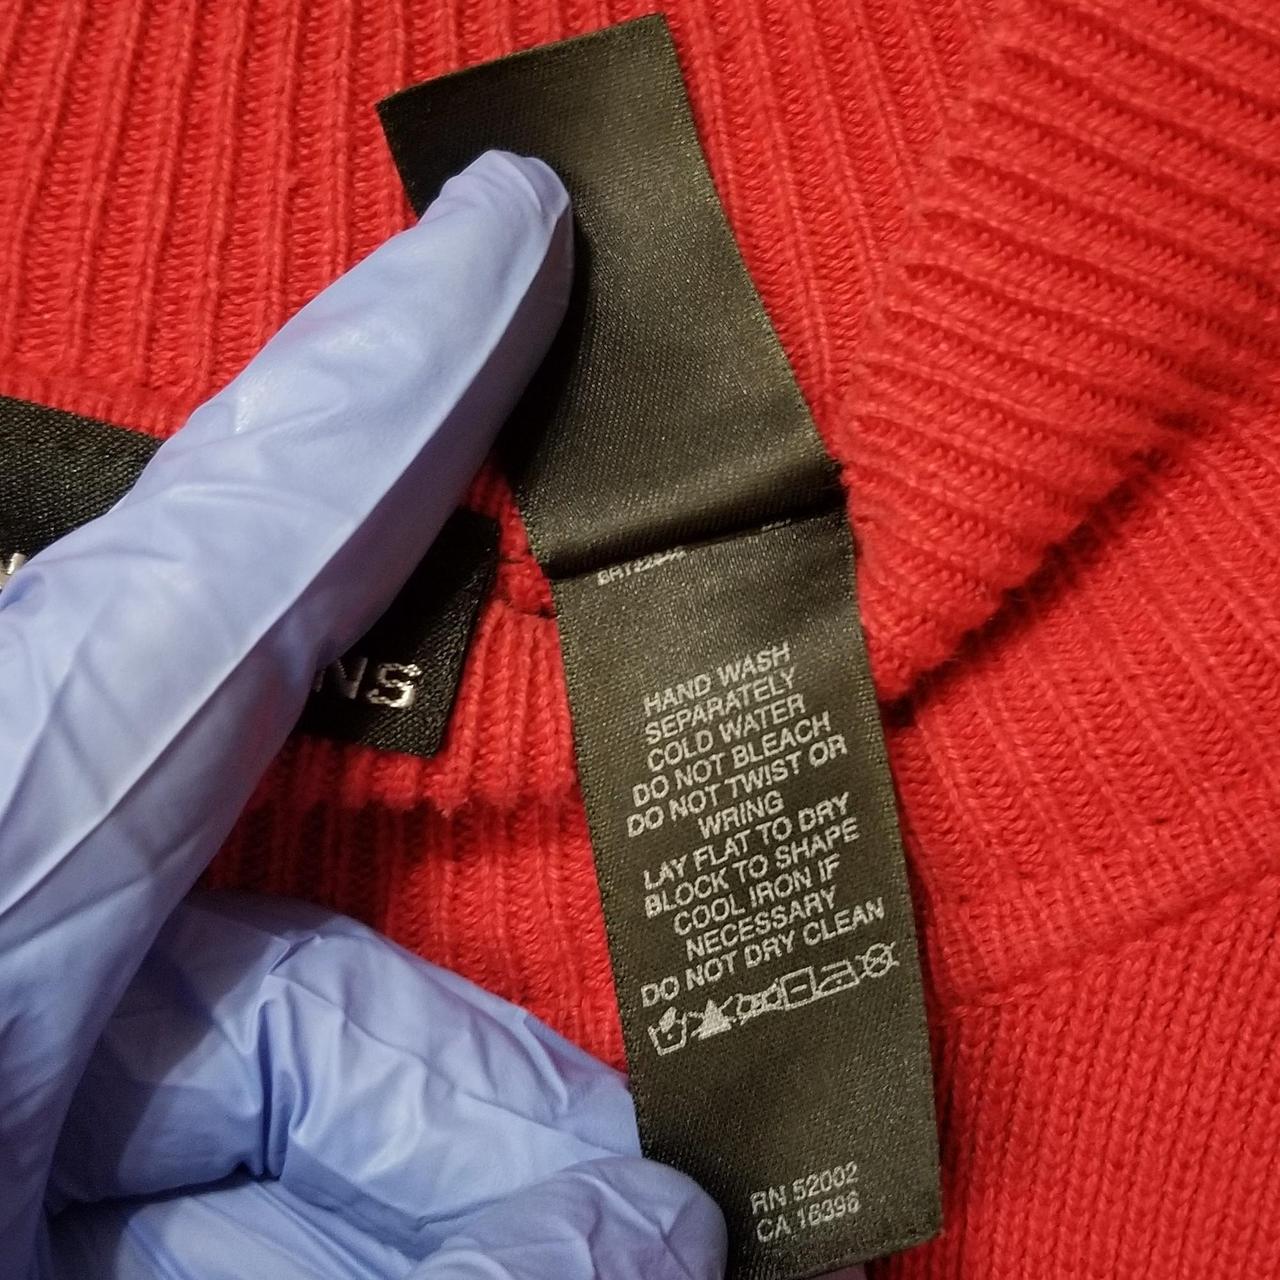 HAND WASH
SEPARATELY
COLD WATER
DO NOT BLEACH
DO NOT TWIST OR
WRING
LAY FLAT TO DRY
BLOCK TO SHAPE
COOL IRON IF
NECESSARY
DO NOT DRY CLEAN
RN 52002
CA 16396
NS